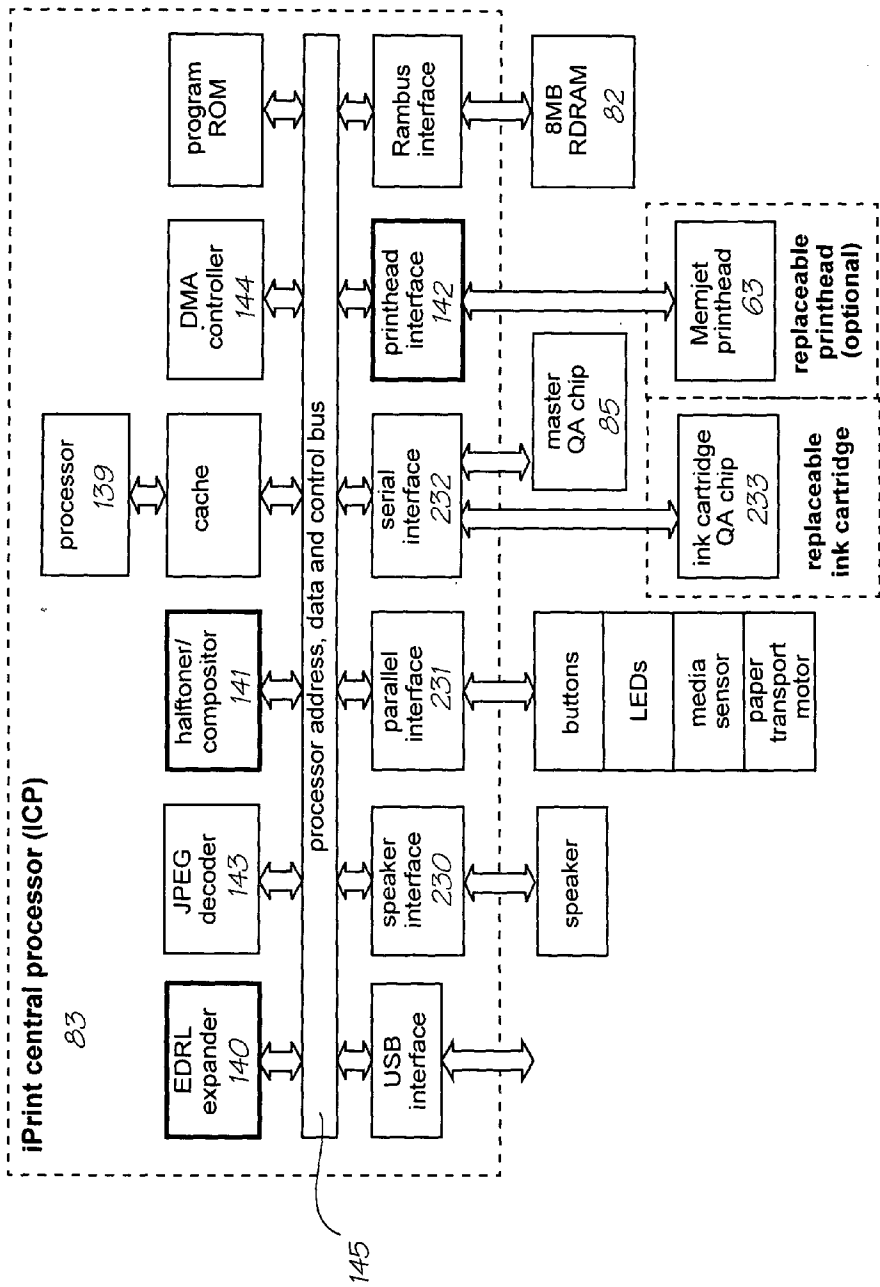 iPrint central processor (ICP)
83
processor
139
EDRL
expander
140
JPEG
decoder
143
halftoner/
compositor
141
cache
DMA
controller
144
program
ROM
processor address, data and control bus
145
USB
interface
speaker
interface
230
parallel
interface
231
serial
interface
232
printhead
interface
142
Rambus
interface
speaker
buttons
LEDs
media
sensor
paper
transport
motor
master
QA chip
85
8MB
RDRAM
82
ink cartridge
QA chip
233
replaceable
ink cartridge
Memjet
printhead
63
replaceable
printhead
(optional)